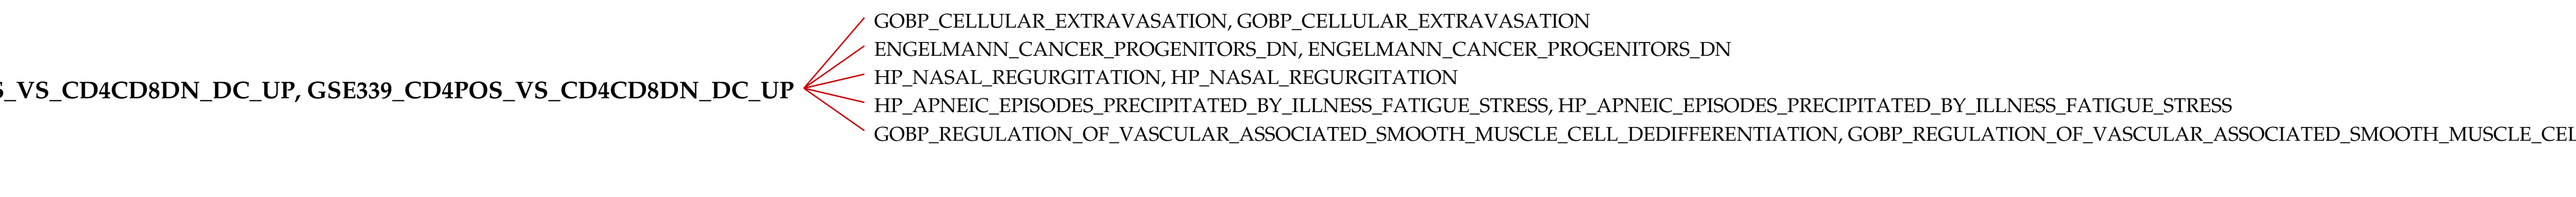 GOBP_CELLULAR_EXTRAVASATION, GOBP_CELLULAR_EXTRAVASATION
ENGELMANN_CANCER_PROGENITORS_DN, ENGELMANN_CANCER_PROGENITORS_DN
HP_NASAL_REGURGITATION, HP_NASAL_REGURGITATION
S_VS_CD4CD8DN_DC_UP, GSE339_CD4POS_VS_CD4CD8DN_DC_UP
HP_APNEIC_EPISODES_PRECIPITATED_BY_ILLNESS_FATIGUE_STRESS, HP_APNEIC_EPISODES_PRECIPITATED_BY_ILLNESS_FATIGUE_STRESS
GOBP_REGULATION_OF_VASCULAR_ASSOCIATED_SMOOTH_MUSCLE_CELL_DEDIFFERENTIATION, GOBP_REGULATION_OF_VASCULAR_ASSOCIATED_SMOOTH_MUSCLE_CEL